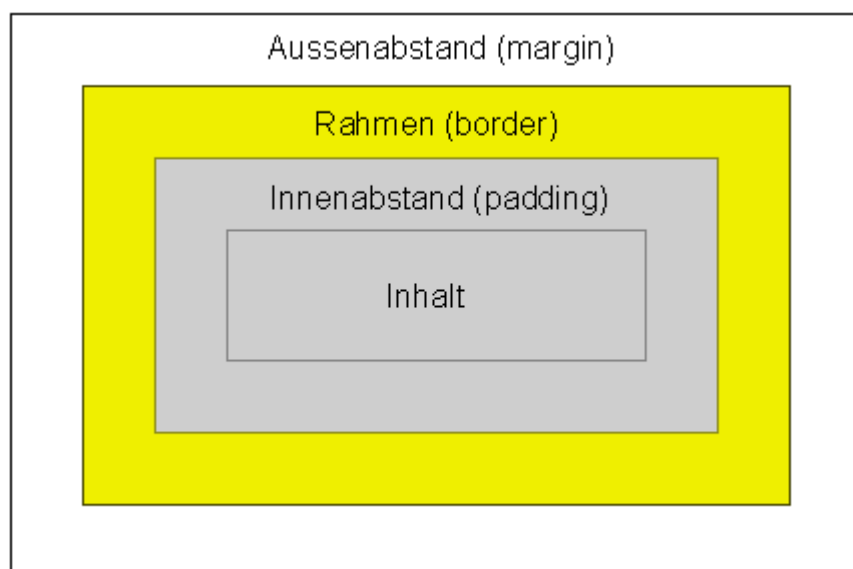 Aussenabstand (margin)
Rahmen (border)
Innenabstand (padding)
Inhalt